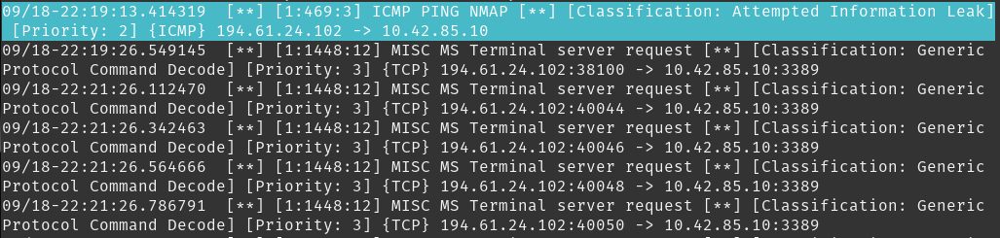 09/18-22:19:13.414319  [**] [1:469:3] ICMP PING NMAP [**] [Classification: Attempted Information Leak]
 [Priority: 2] {ICMP} 194.61.24.102 -> 10.42.85.10
09/18-22:19:26.549145  [**] [1:1448:12] MISC MS Terminal server request [**] [Classification: Generic
Protocol Command Decode] [Priority: 3] {TCP} 194.61.24.102:38100 -> 10.42.85.10:3389
09/18-22:21:26.112470  [**] [1:1448:12] MISC MS Terminal server request [**] [Classification: Generic
Protocol Command Decode] [Priority: 3] {TCP} 194.61.24.102:40044 -> 10.42.85.10:3389
09/18-22:21:26.342463  [**] [1:1448:12] MISC MS Terminal server request [**] [Classification: Generic
Protocol Command Decode] [Priority: 3] {TCP} 194.61.24.102:40046 -> 10.42.85.10:3389
09/18-22:21:26.564666  [**] [1:1448:12] MISC MS Terminal server request [**] [Classification: Generic
Protocol Command Decode] [Priority: 3] {TCP} 194.61.24.102:40048 -> 10.42.85.10:3389
09/18-22:21:26.786791  [**] [1:1448:12] MISC MS Terminal server request [**] [Classification: Generic
Protocol Command Decode] [Priority: 3] {TCP} 194.61.24.102:40050 -> 10.42.85.10:3389